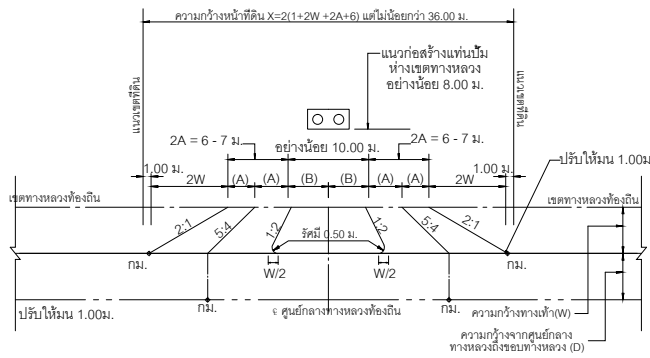 ความกว้างหน้าที่ดิน X=2(1+2W +2A+6) แต่ไม่น้อยกว่า 36.00 ม.
แนวก่อสร้างแท่นปั๊ม
ห่างเขตทางหลวง
อย่างน้อย 8.00 ม.
แนวเขตที่ดิน
แนวเขตที่ดิน
2A = 6 - 7 ม.
อย่างน้อย 10.00 ม.
2A = 6 - 7 ม.
1.00 ม.
1.00 ม.
ปรับให้มน 1.00ม.
2W
(A)
(A)
(B)
(B)
(A)
(A)
2W
เขตทางหลวงท้องถิ่น
เขตทางหลวงท้องถิ่น
2:1
5:4
1:2
รัศมี 0.50 ม.
1:2
5:4
2:1
กม.
W/2
W/2
กม.
กม.
กม.
ปรับให้มน 1.00ม.
ศูนย์กลางทางหลวงท้องถิ่น
ความกว้างทางเท้า(W)
ความกว้างจากศูนย์กลาง
ทางหลวงถึงขอบทางหลวง (D)